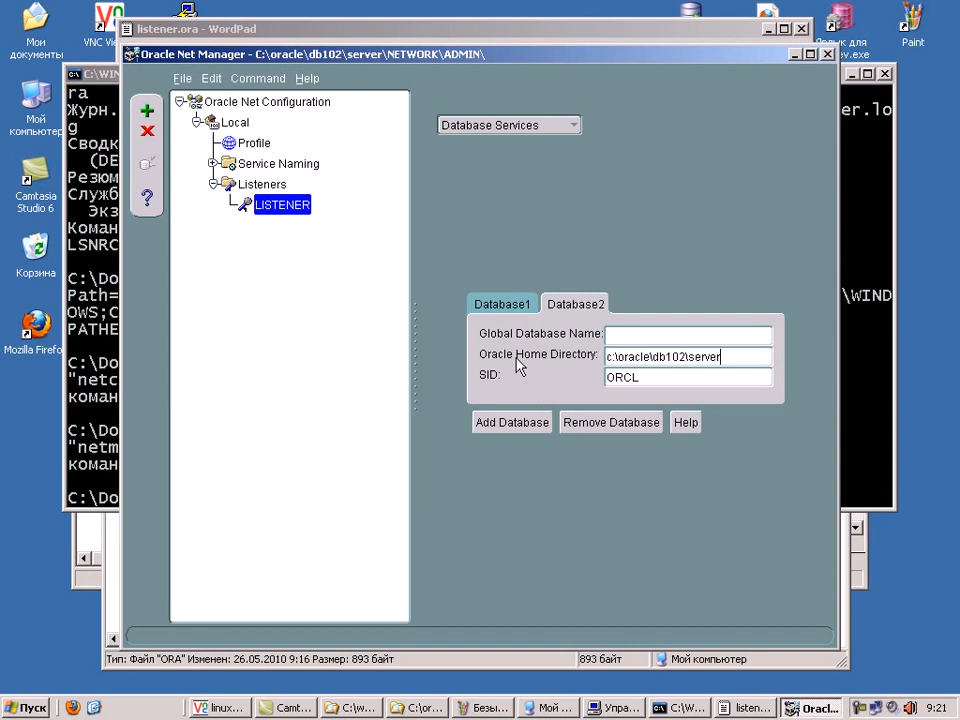 Мои документы
VNC Vie
Мой компьютер
Camtasia Studio 6
Корзина
Mozilla Firefo
Paint
ev.exe
listener.ora - WordPad
Oracle Net Manager - C:\oracle\db102\server\NETWORK\ADMIN\
File Edit Command Help
Oracle Net Configuration
Local
Profile
Service Naming
Listeners
LISTENER
Database Services
Database1 Database2
Global Database Name:
Oracle Home Directory: c:\oracle\db102\server
SID: ORCL
Add Database Remove Database Help
C:\WIN
ra
Журн.
er.lo
g
Сводк
(DE
Резюм
Служб
Экз
Коман
LSNRC
C:\Do
Path=
\WIND
OWS;C
PATHE
C:\Do
"netc
коман
C:\Do
"netm
коман
C:\Do
Тип: Файл "ORA" Изменен: 26.05.2010 9:16 Размер: 893 байт
893 байт
Мой компьютер
Пуск
linux...
Camt...
C:\w...
C:\or...
Безы...
Мой ...
Упра...
C:\W...
listen...
Oracl...
9:21